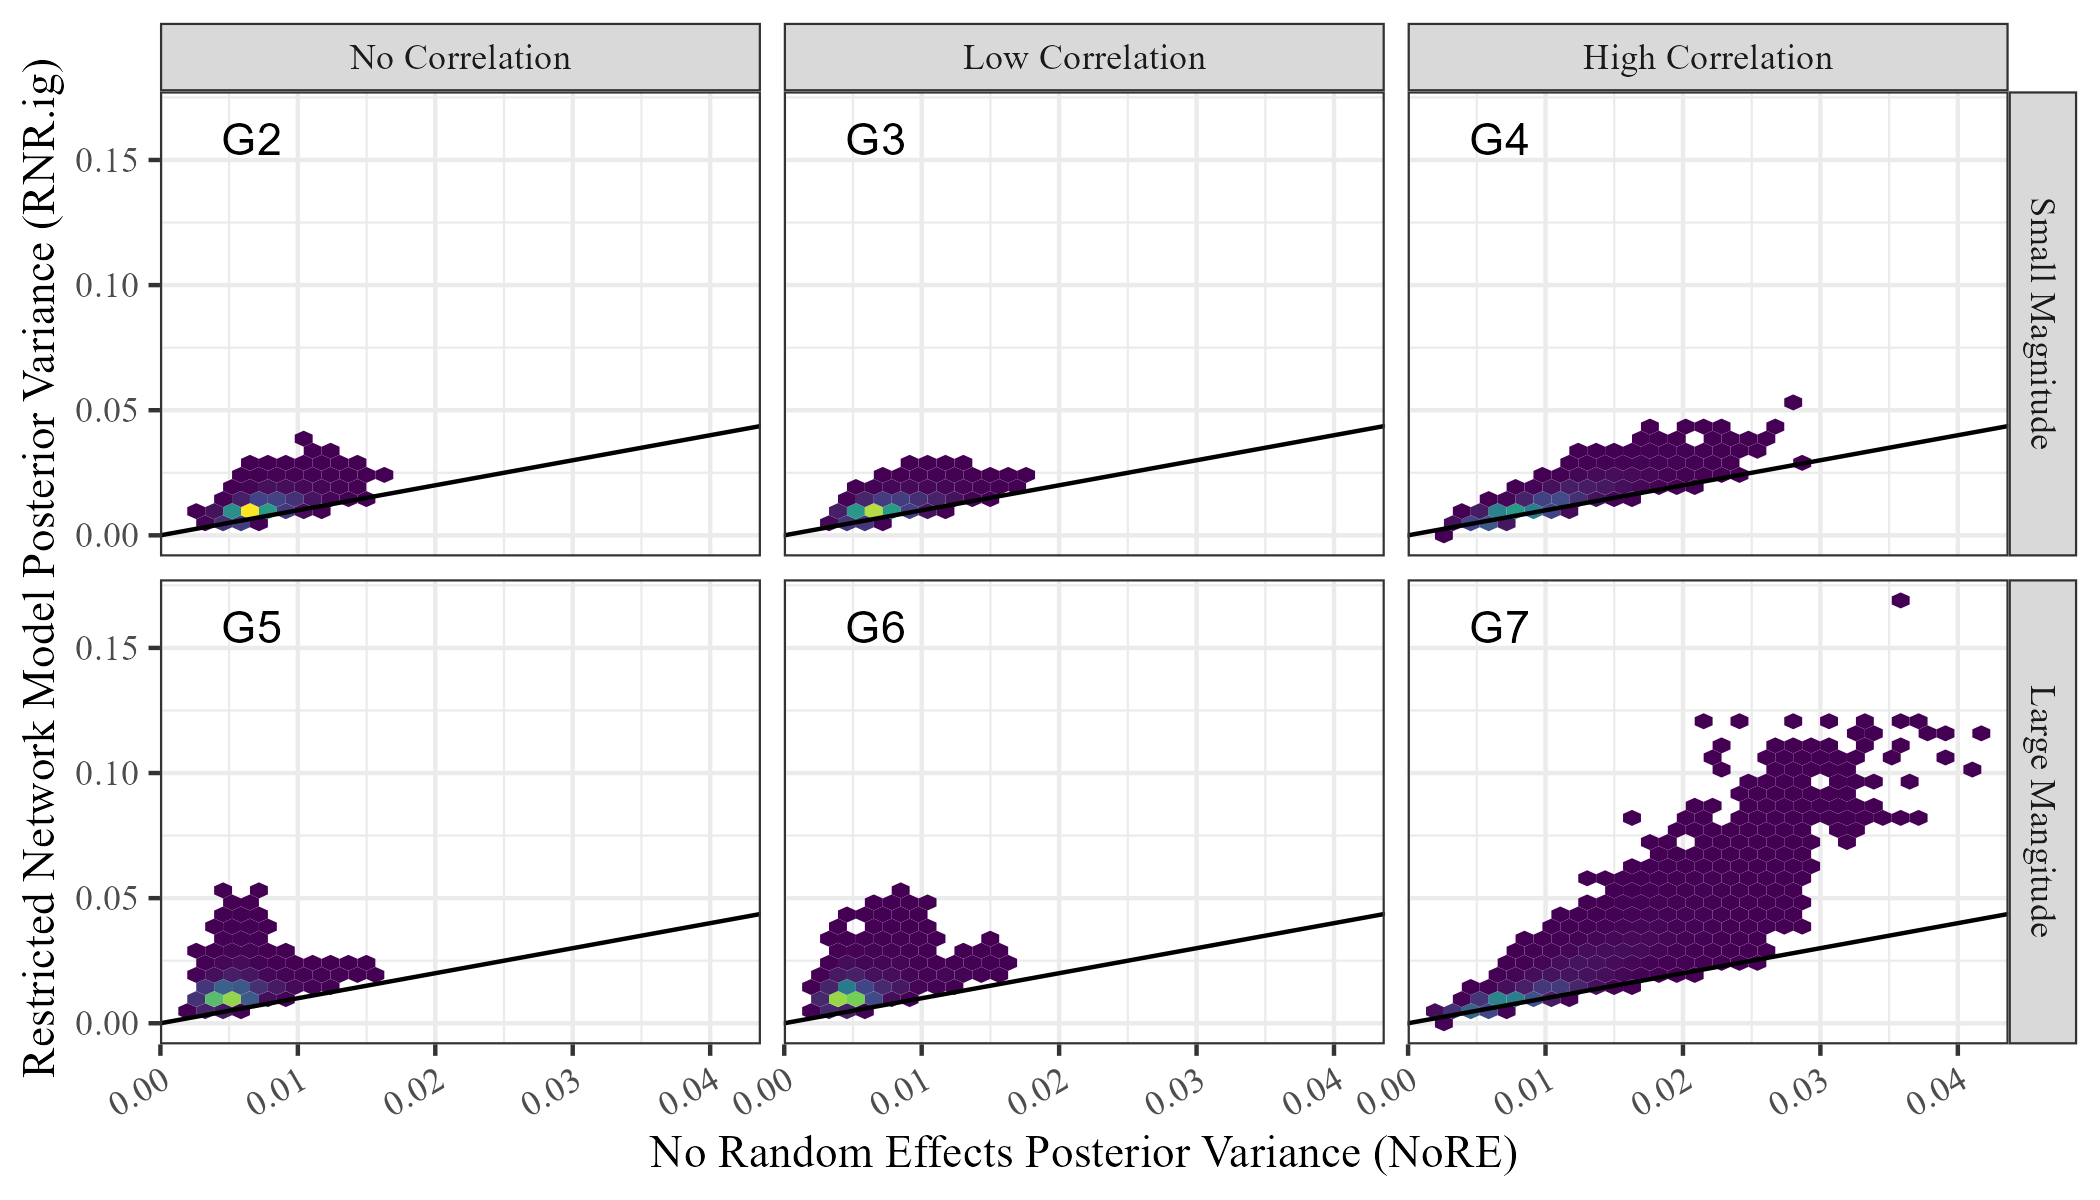 No Correlation
Low Correlation
High Correlation
Restricted Network Model Posterior Variance (RNR.ig)
G2
G3
G4
0.15
0.10
0.05
0.00
Small Magnitude
G5
G6
G7
0.15
0.10
0.05
0.00
Large Mangitude
0.00 0.01 0.02 0.03 0.04
0.00 0.01 0.02 0.03 0.04
0.00 0.01 0.02 0.03 0.04
No Random Effects Posterior Variance (NoRE)